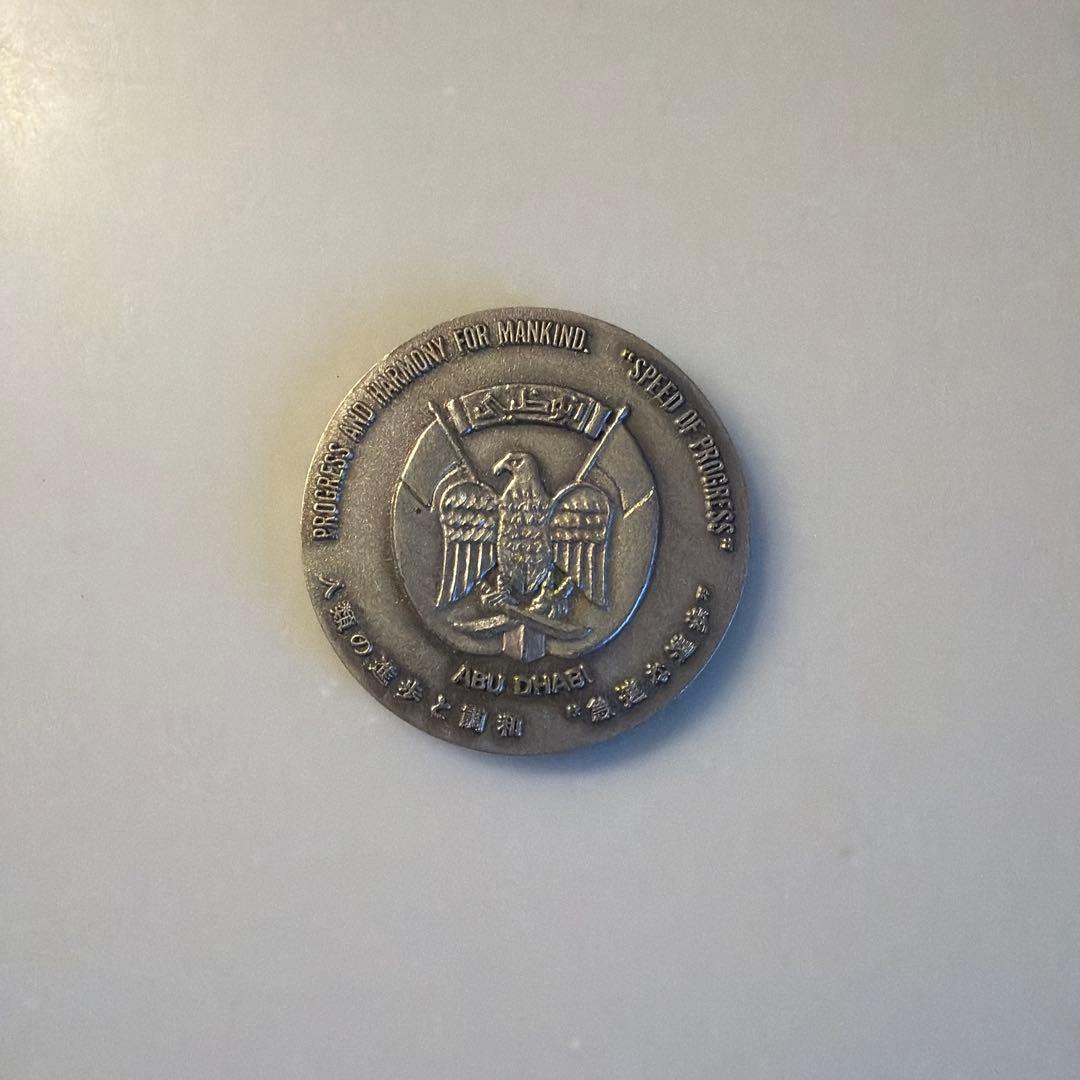 PROGRESS AND HARMONY FOR MANKIND.
"SPEED OF PROGRESS"
ابوظبي
ABU DHABI
人類の進歩と調和
"急速な進歩"